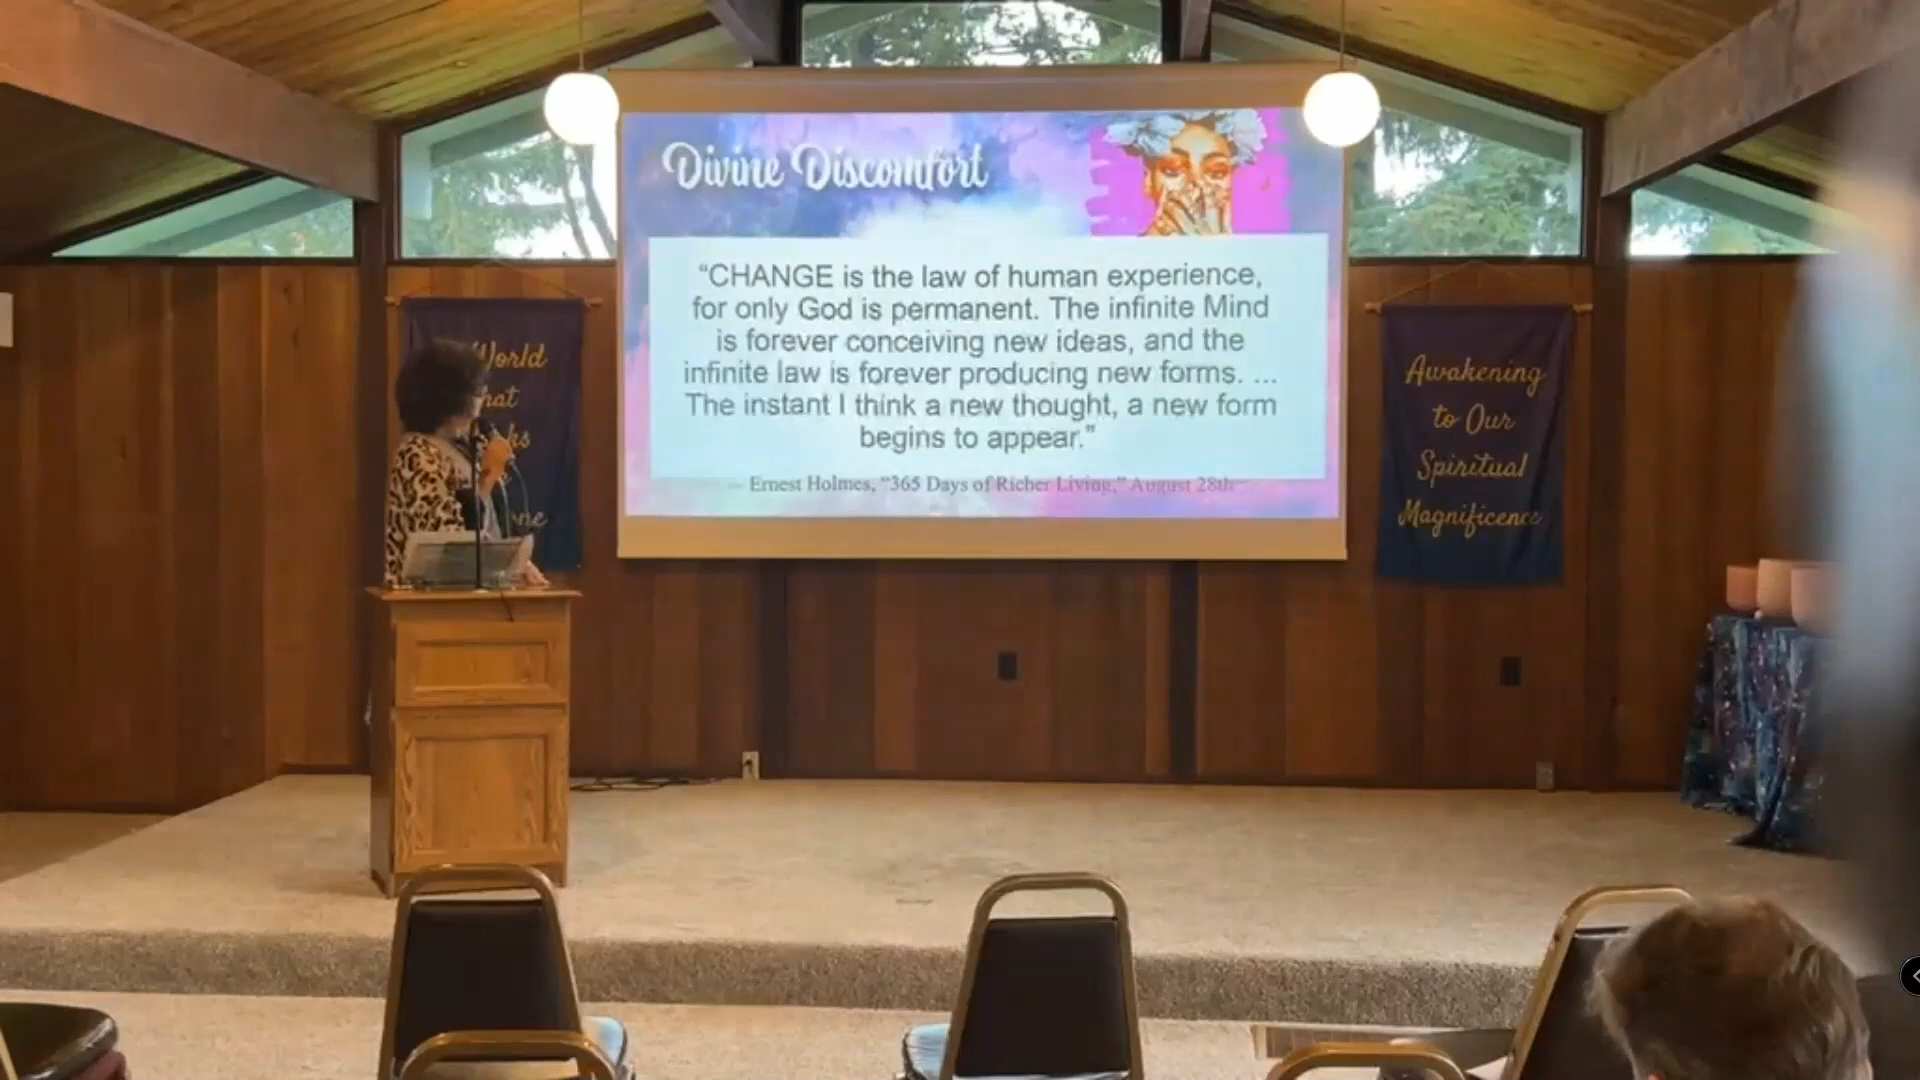 Divine Discomfort
“CHANGE is the law of human experience,
for only God is permanent. The infinite Mind
is forever conceiving new ideas, and the
infinite law is forever producing new forms. ...
The instant I think a new thought, a new form
begins to appear.”
Ernest Holmes, “365 Days of Richer Living,” August 28th
World
Awakening
to Our
Spiritual
Magnificence